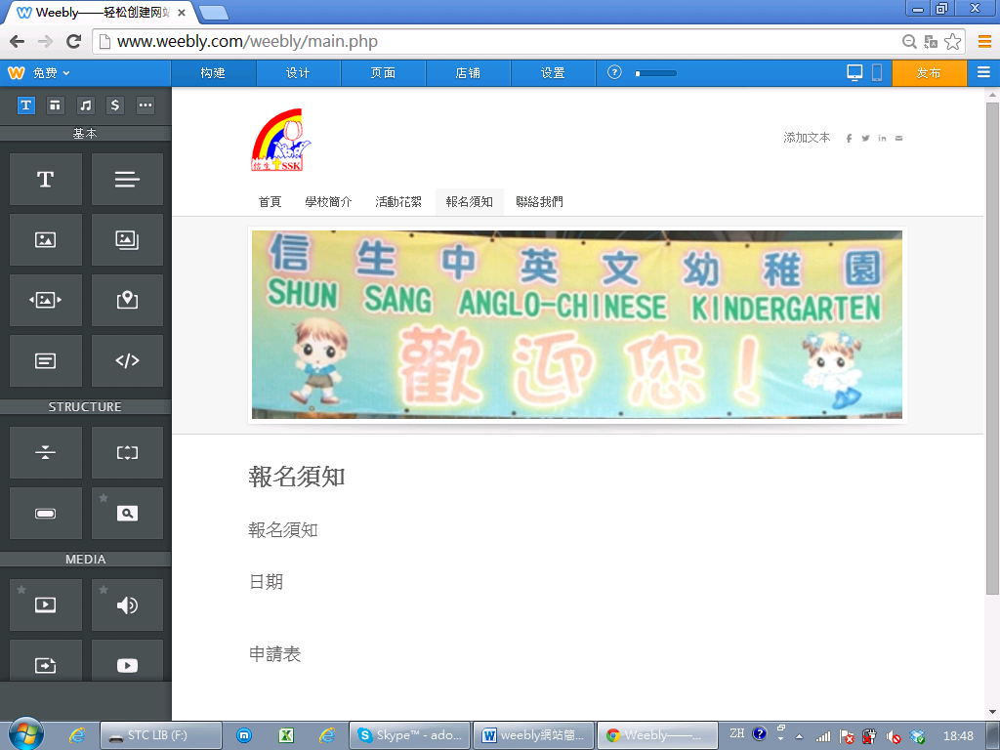 Weebly——轻松创建网站
www.weebly.com/weebly/main.php
W 免费 构建 设计 页面 店铺 设置 ? 发布
T $
基本
T
</>
STRUCTURE
MEDIA
信生 SSK
添加文本
首頁 學校簡介 活動花絮 報名須知 聯絡我們
信生中英文幼稚園
SHUN SANG ANGLO-CHINESE KINDERGARTEN
歡迎您!
報名須知
報名須知
日期
申請表
STC LIB (F:) Skype™ - ado... weebly網站簡... Weebly——... ZH 18:48